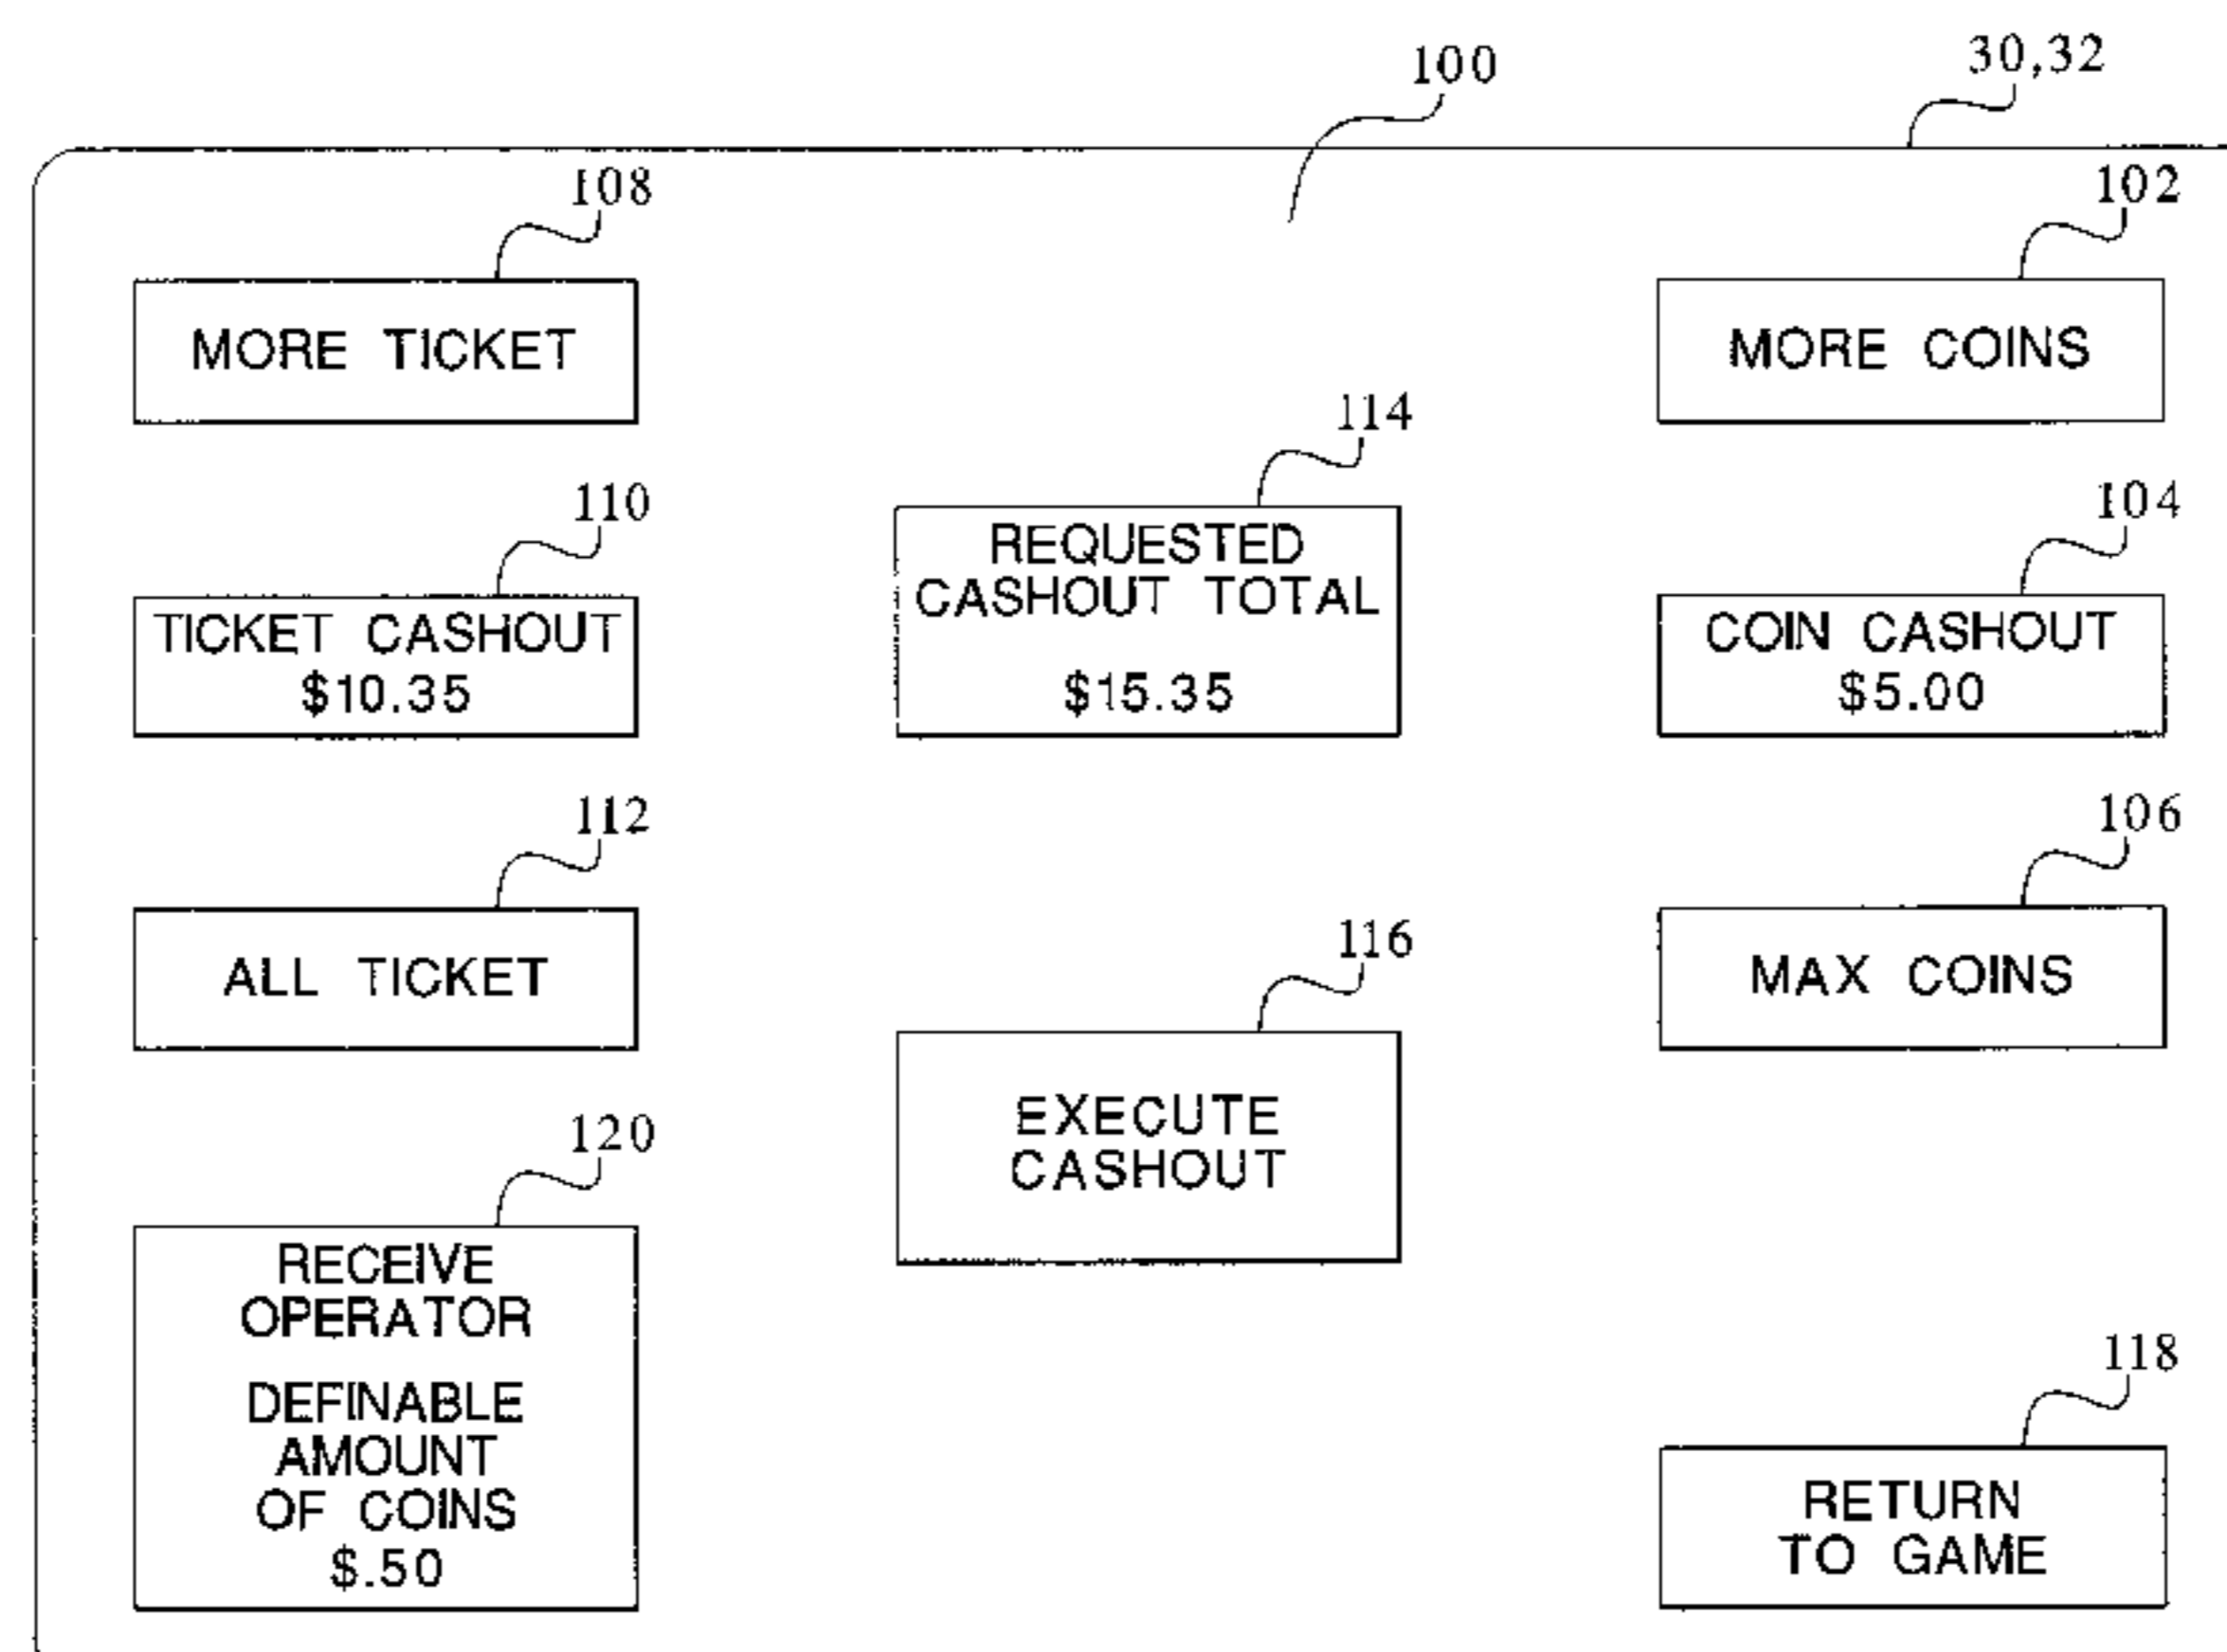 100
30,32
108
102
MORE TICKET
MORE COINS
114
110
104
REQUESTED
CASHOUT TOTAL
$15.35
TICKET CASHOUT
$10.35
COIN CASHOUT
$5.00
112
106
ALL TICKET
MAX COINS
116
EXECUTE
CASHOUT
120
RECEIVE
OPERATOR
DEFINABLE
AMOUNT
OF COINS
$.50
118
RETURN
TO GAME